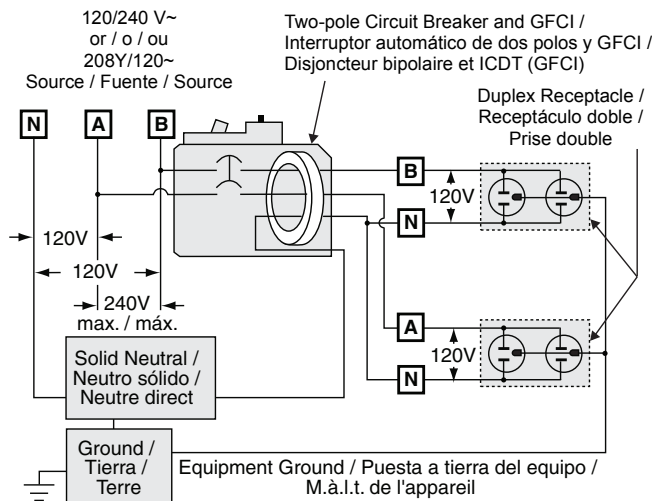 120/240 V~
or / o / ou
208Y/120~
Source / Fuente / Source
Two-pole Circuit Breaker and GFCI /
Interruptor automático de dos polos y GFCI /
Disjoncteur bipolaire et ICDT (GFCI)
Duplex Receptacle /
Receptáculo doble /
Prise double
N
A
B
B
120V
N
120V
120V
240V
max. / máx.
A
120V
N
Solid Neutral /
Neutro sólido /
Neutre direct
Ground /
Tierra /
Terre
Equipment Ground / Puesta a tierra del equipo /
M.à.l.t. de l'appareil